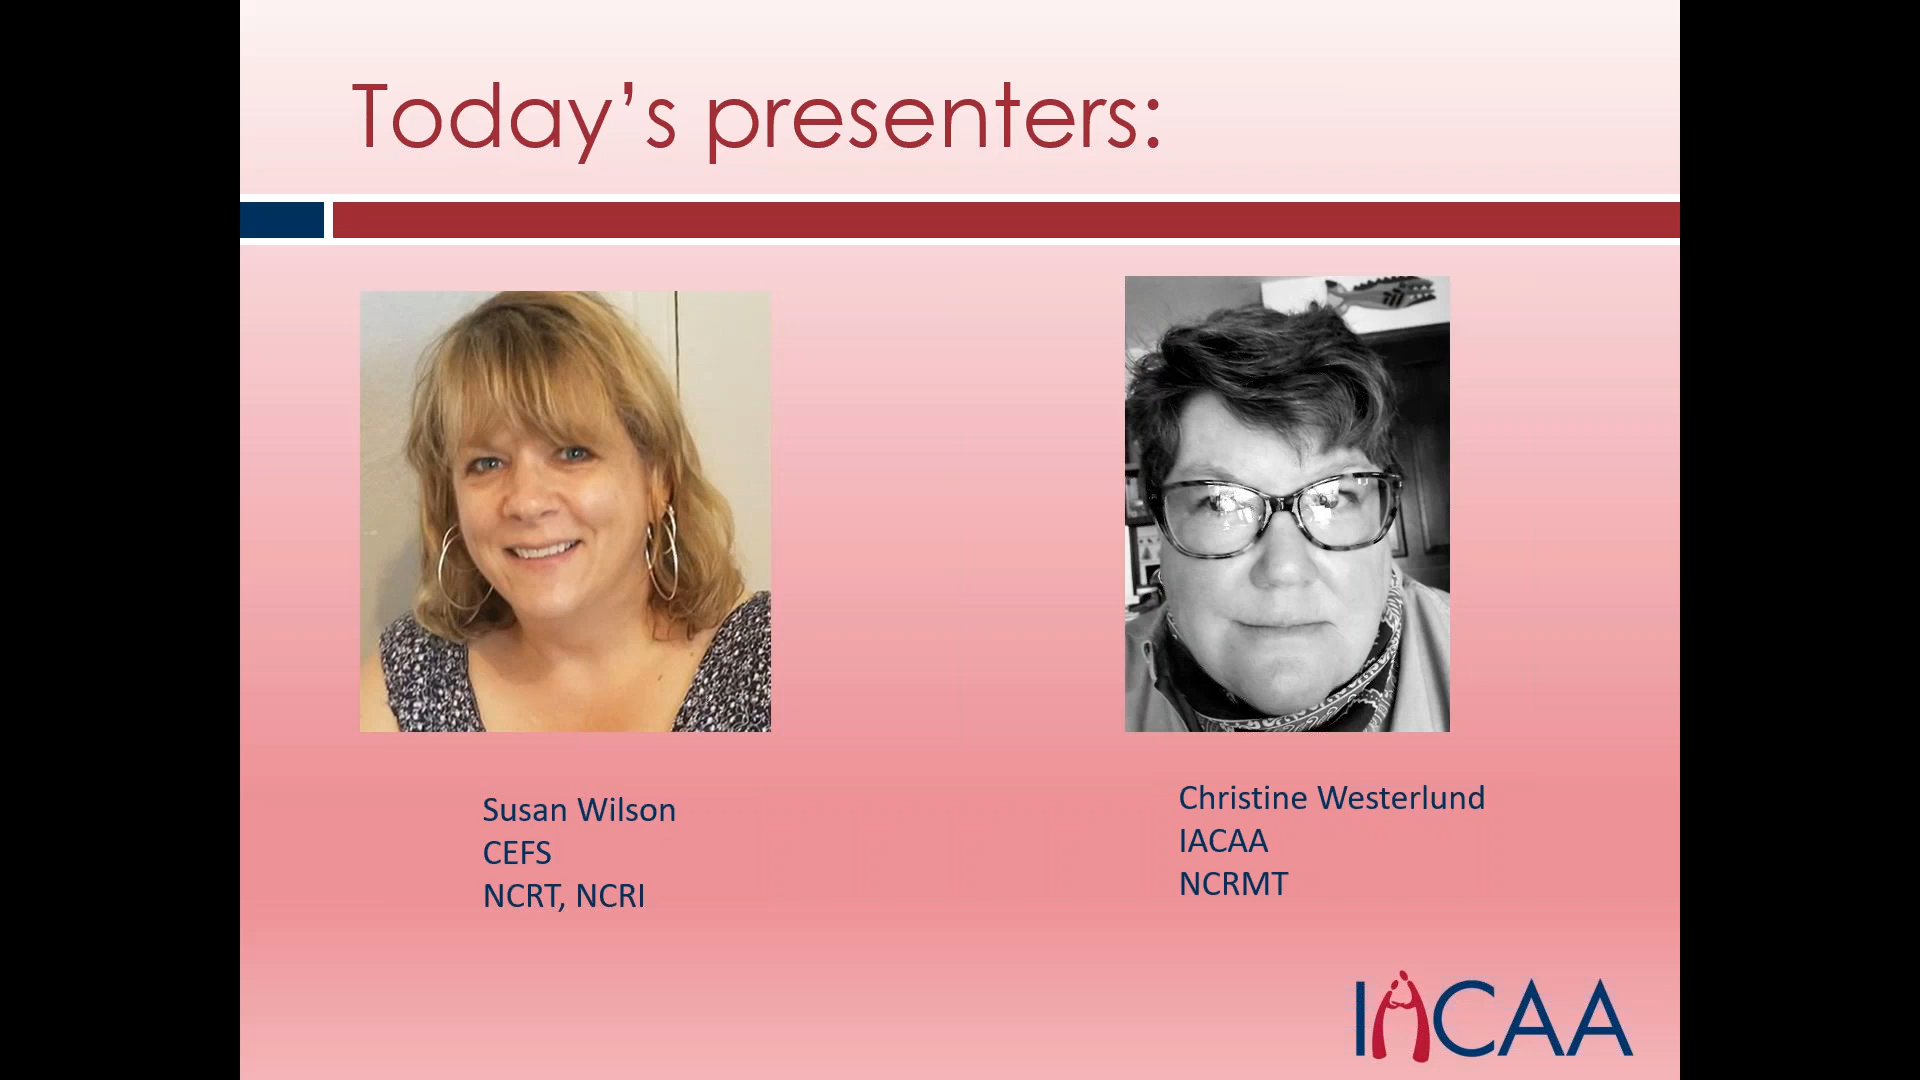 Today’s presenters:
Susan Wilson
CEFS
NCRT, NCRI
Christine Westerlund
IACAA
NCRMT
IACAA